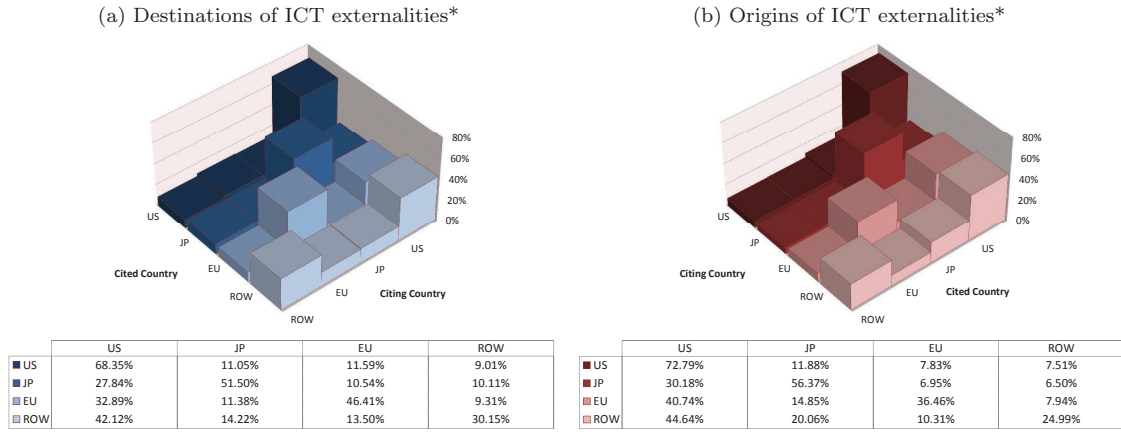 (a) Destinations of ICT externalities*
80%
60%
40%
20%
0%
US
JP
EU
ROW
Cited Country
US
JP
EU
ROW
Citing Country
US JP EU ROW
US 68.35% 11.05% 11.59% 9.01%
JP 27.84% 51.50% 10.54% 10.11%
EU 32.89% 11.38% 46.41% 9.31%
ROW 42.12% 14.22% 13.50% 30.15%
(b) Origins of ICT externalities*
80%
60%
40%
20%
0%
US
JP
EU
ROW
Citing Country
US
JP
EU
ROW
Cited Country
US JP EU ROW
US 72.79% 11.88% 7.83% 7.51%
JP 30.18% 56.37% 6.95% 6.50%
EU 40.74% 14.85% 36.46% 7.94%
ROW 44.64% 20.06% 10.31% 24.99%